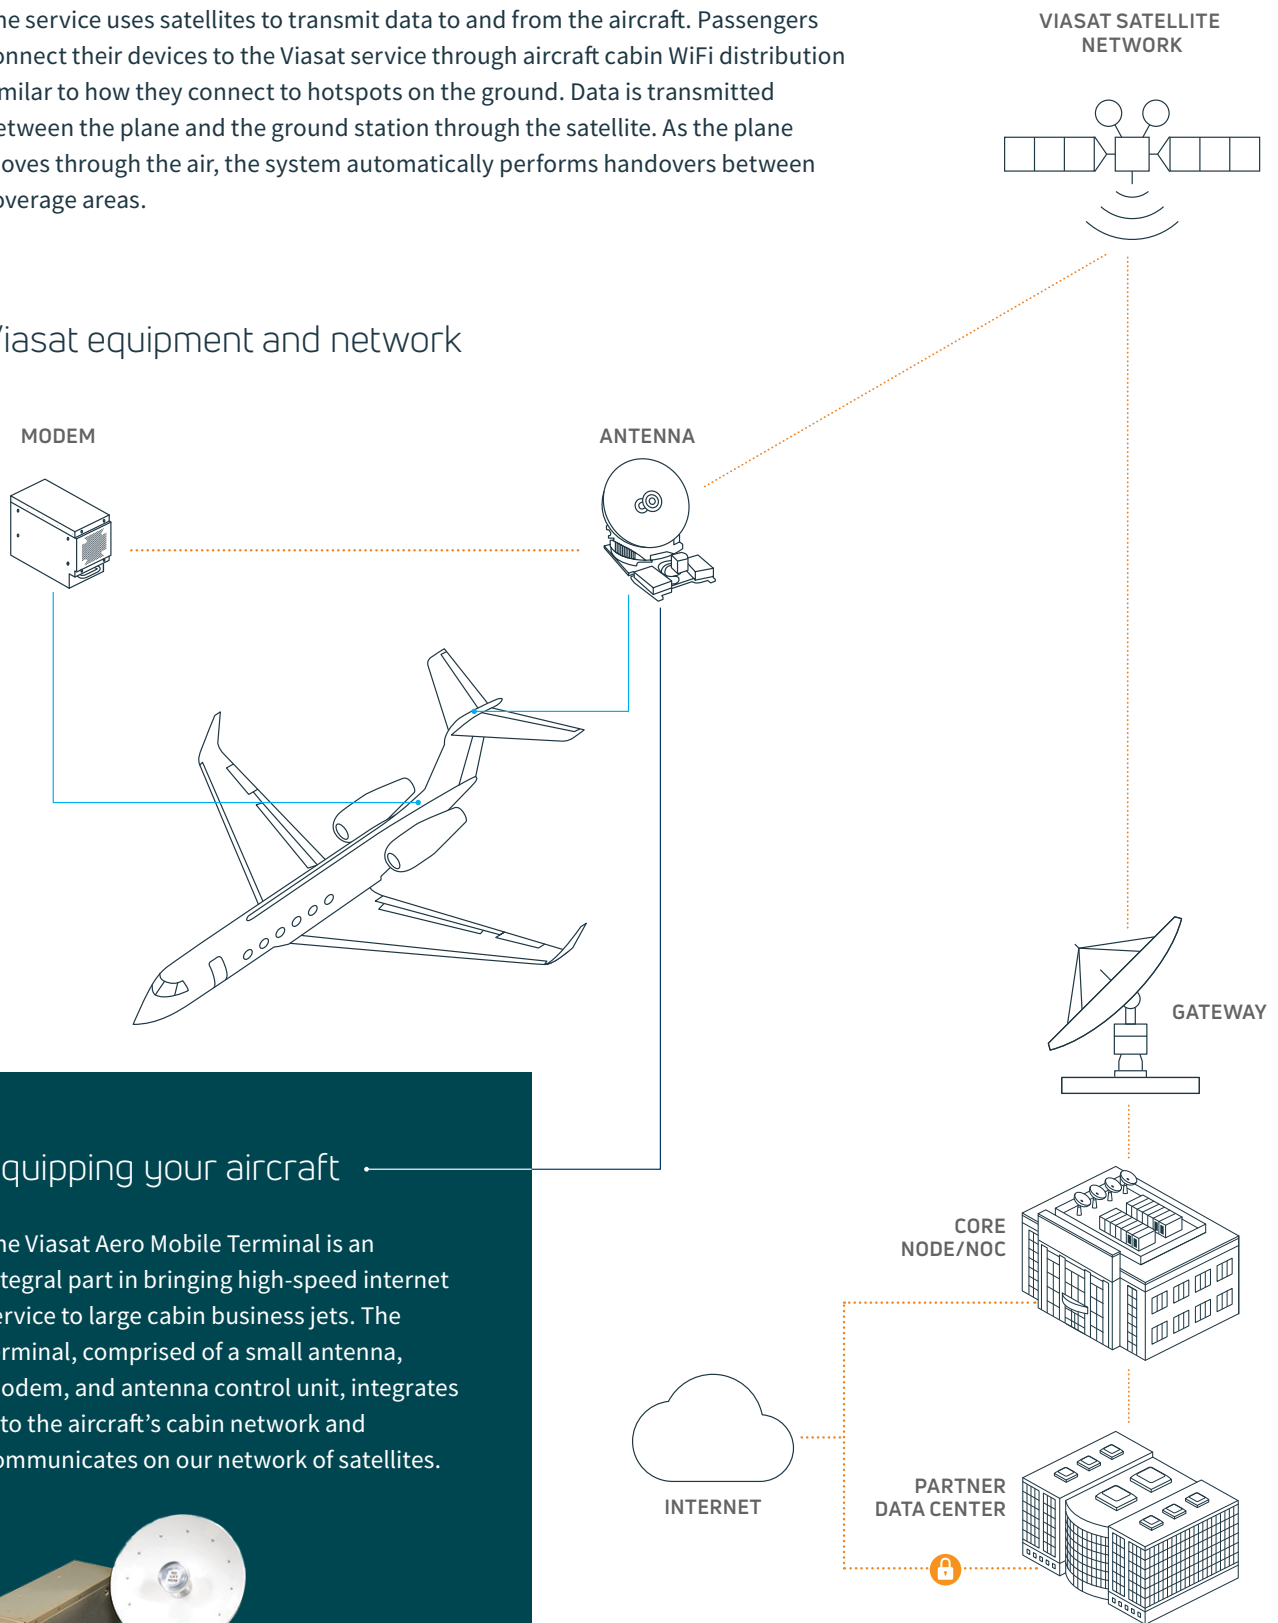 he service uses satellites to transmit data to and from the aircraft. Passengers
onnect their devices to the Viasat service through aircraft cabin WiFi distribution
milar to how they connect to hotspots on the ground. Data is transmitted
etween the plane and the ground station through the satellite. As the plane
oves through the air, the system automatically performs handovers between
overage areas.
VIASAT SATELLITE
NETWORK
Viasat equipment and network
MODEM
ANTENNA
GATEWAY
quipping your aircraft
he Viasat Aero Mobile Terminal is an
tegral part in bringing high-speed internet
ervice to large cabin business jets. The
erminal, comprised of a small antenna,
odem, and antenna control unit, integrates
to the aircraft's cabin network and
ommunicates on our network of satellites.
CORE
NODE/NOC
INTERNET
PARTNER
DATA CENTER